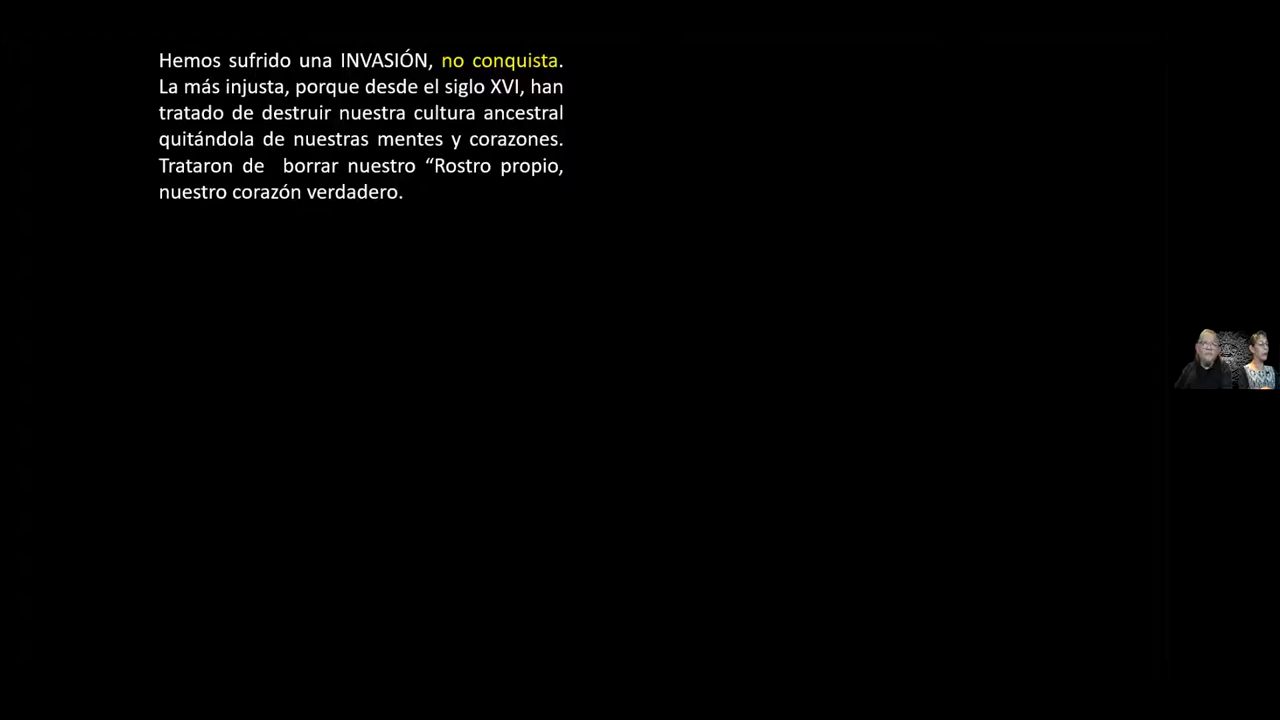 Hemos sufrido una INVASIÓN, no conquista.
La más injusta, porque desde el siglo XVI, han
tratado de destruir nuestra cultura ancestral
quitándola de nuestras mentes y corazones.
Trataron de  borrar nuestro “Rostro propio,
nuestro corazón verdadero.